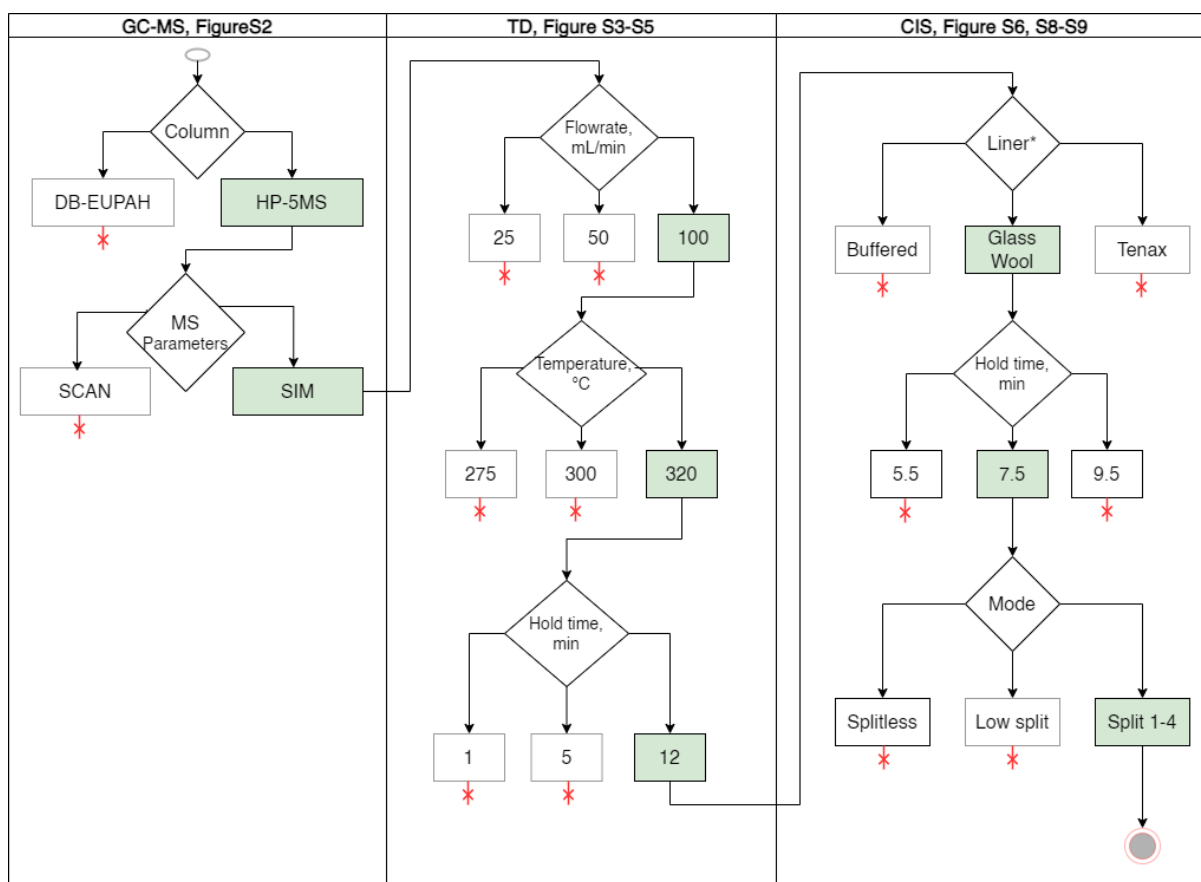 GC-MS, FigureS2
TD, Figure S3-S5
CIS, Figure S6, S8-S9
Column
DB-EUPAH
HP-5MS
MS
Parameters
SCAN
SIM
Flowrate,
mL/min
25
50
100
Temperature,
ºC
275
300
320
Hold time,
min
1
5
12
Liner*
Buffered
Glass
Wool
Tenax
Hold time,
min
5.5
7.5
9.5
Mode
Splitless
Low split
Split 1-4